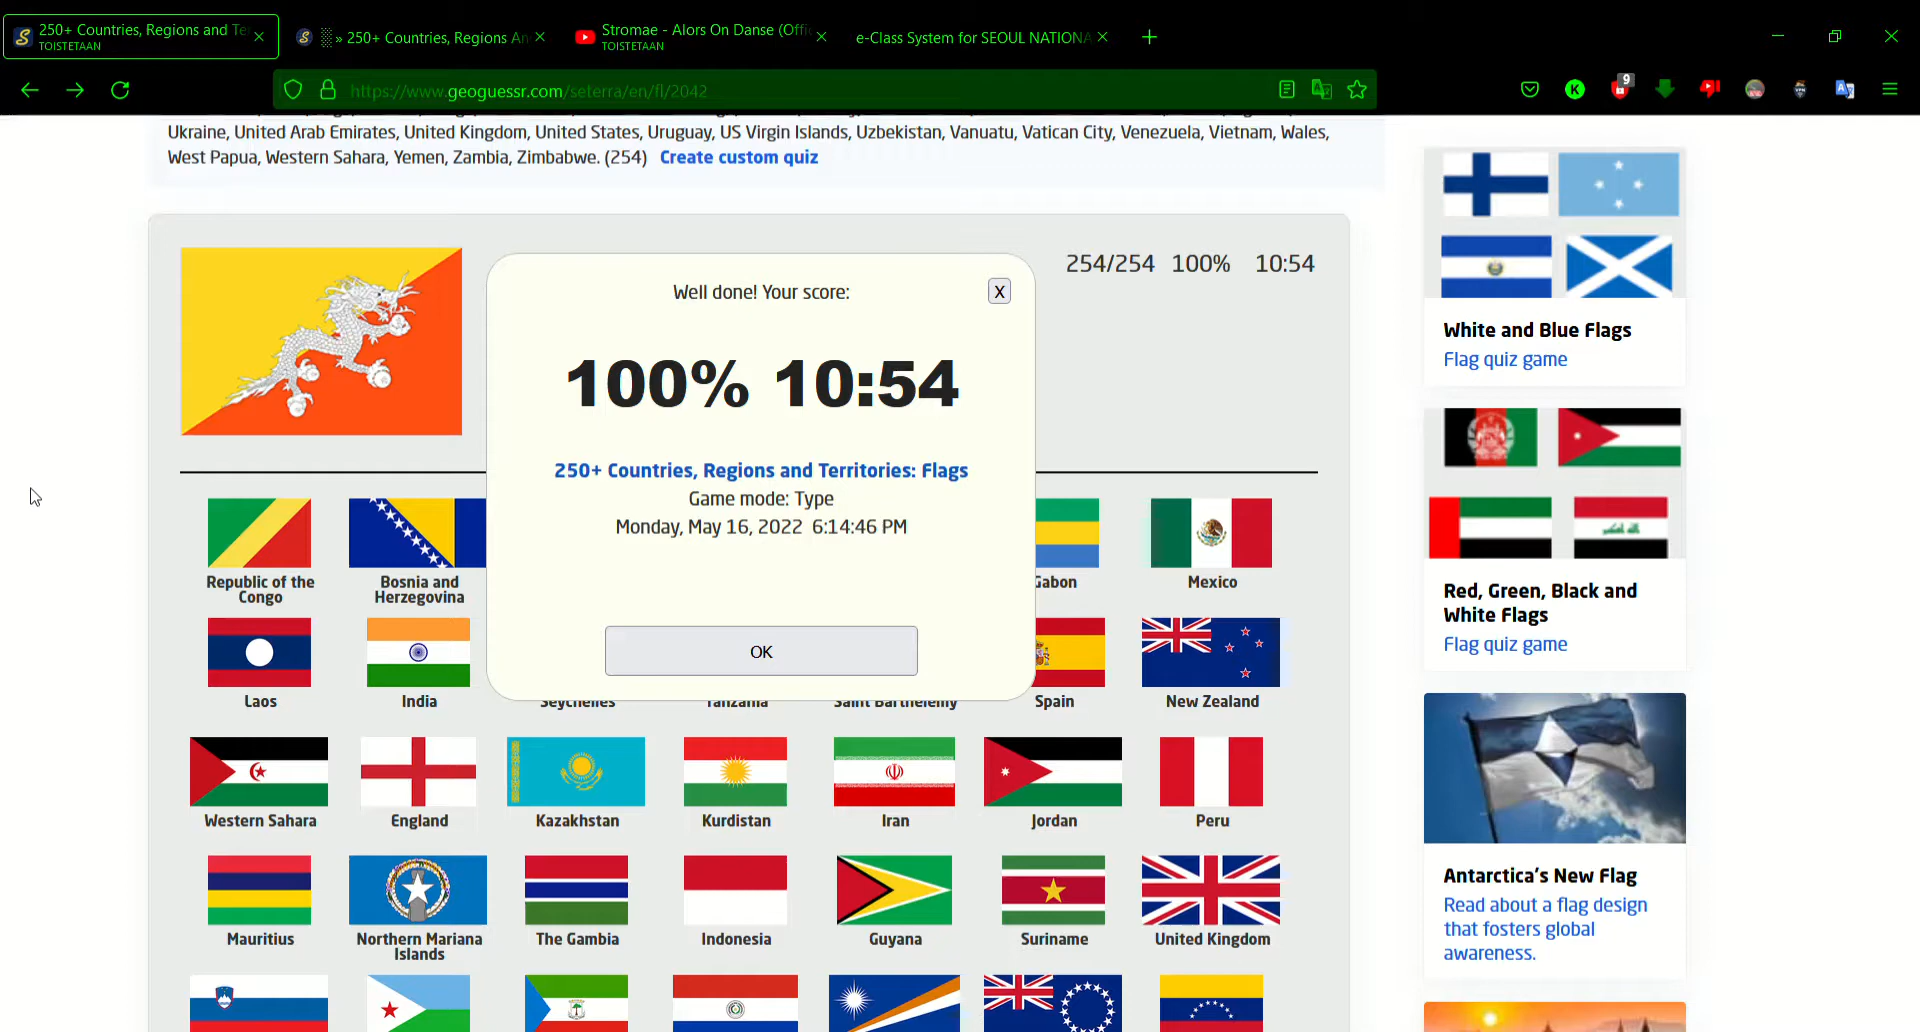 250+ Countries, Regions and Te
TOISTETAAN
» 250+ Countries, Regions An
Stromae - Alors On Danse (Offi
TOISTETAAN
e-Class System for SEOUL NATIONA
https://www.geoguessr.com/seterra/en/fl/2042
9
Ukraine, United Arab Emirates, United Kingdom, United States, Uruguay, US Virgin Islands, Uzbekistan, Vanuatu, Vatican City, Venezuela, Vietnam, Wales,
West Papua, Western Sahara, Yemen, Zambia, Zimbabwe. (254) Create custom quiz
254/254 100% 10:54
Well done! Your score:
X
100% 10:54
250+ Countries, Regions and Territories: Flags
Game mode: Type
Monday, May 16, 2022 6:14:46 PM
OK
Republic of the
Congo
Bosnia and
Herzegovina
Gabon
Mexico
Laos
India
Seychelles
Tanzania
Saint Barthelemy
Spain
New Zealand
Western Sahara
England
Kazakhstan
Kurdistan
Iran
Jordan
Peru
Mauritius
Northern Mariana
Islands
The Gambia
Indonesia
Guyana
Suriname
United Kingdom
White and Blue Flags
Flag quiz game
Red, Green, Black and
White Flags
Flag quiz game
Antarctica's New Flag
Read about a flag design
that fosters global
awareness.